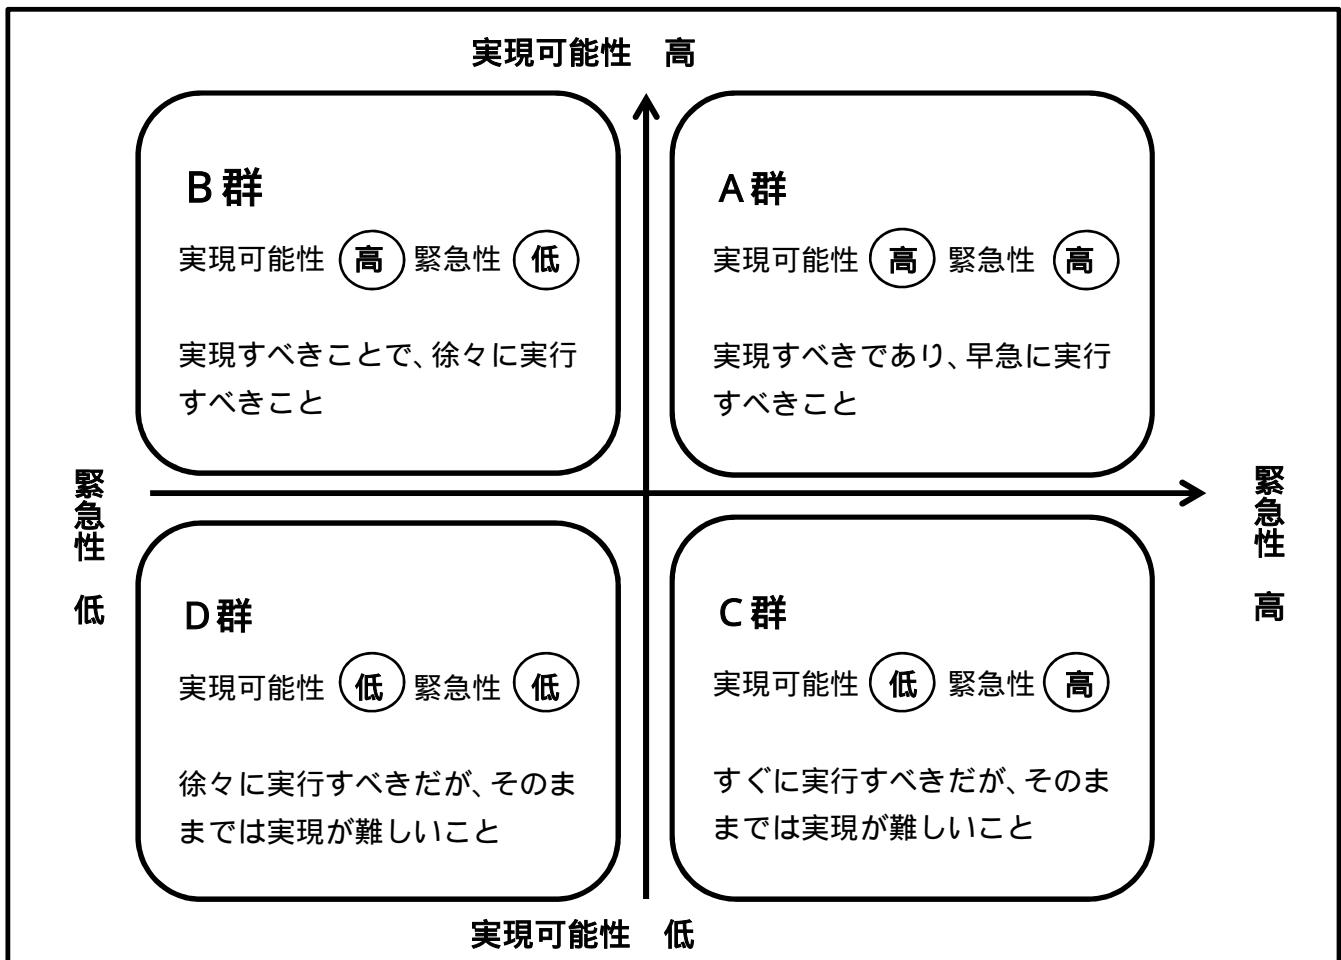 実現可能性　高
B群
実現可能性 高 緊急性 低
実現すべきことで、徐々に実行
すべきこと
A群
実現可能性 高 緊急性 高
実現すべきであり、早急に実行
すべきこと
緊急性　低
緊急性　高
D群
実現可能性 低 緊急性 低
徐々に実行すべきだが、そのま
までは実現が難しいこと
C群
実現可能性 低 緊急性 高
すぐに実行すべきだが、そのま
までは実現が難しいこと
実現可能性　低